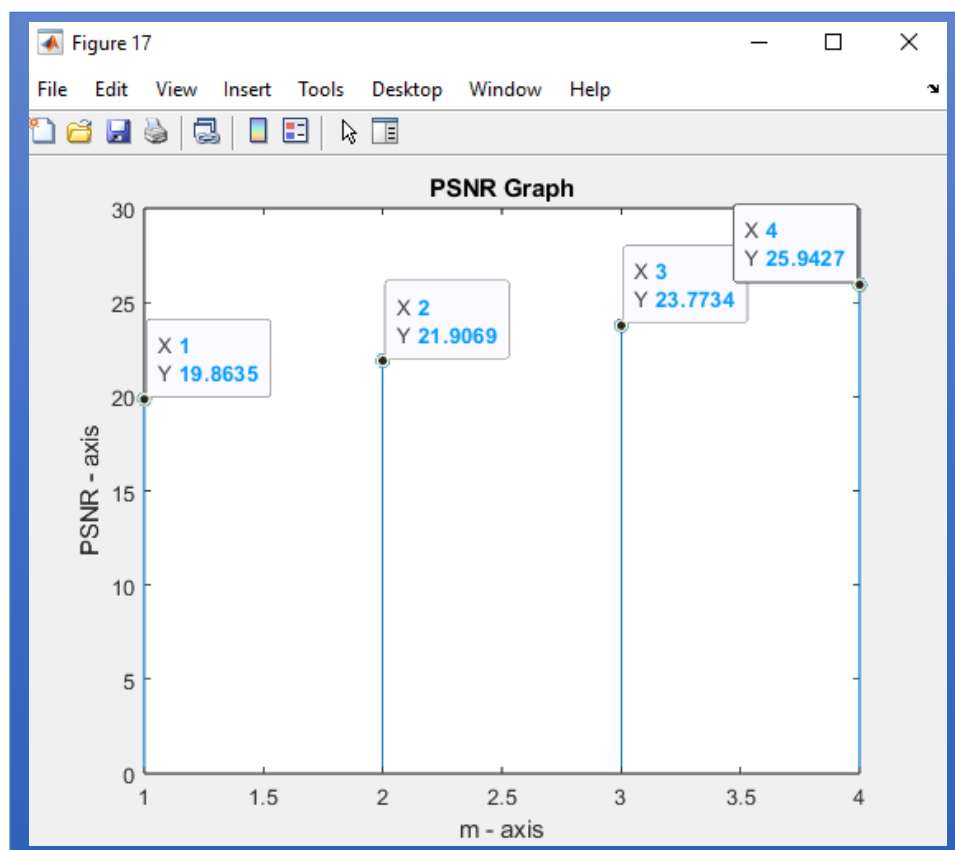 Figure 17
File Edit View Insert Tools Desktop Window Help
PSNR Graph
30
25
20
15
10
5
0
PSNR - axis
X 1
Y 19.8635
X 2
Y 21.9069
X 3
Y 23.7734
X 4
Y 25.9427
1 1.5 2 2.5 3 3.5 4
m - axis